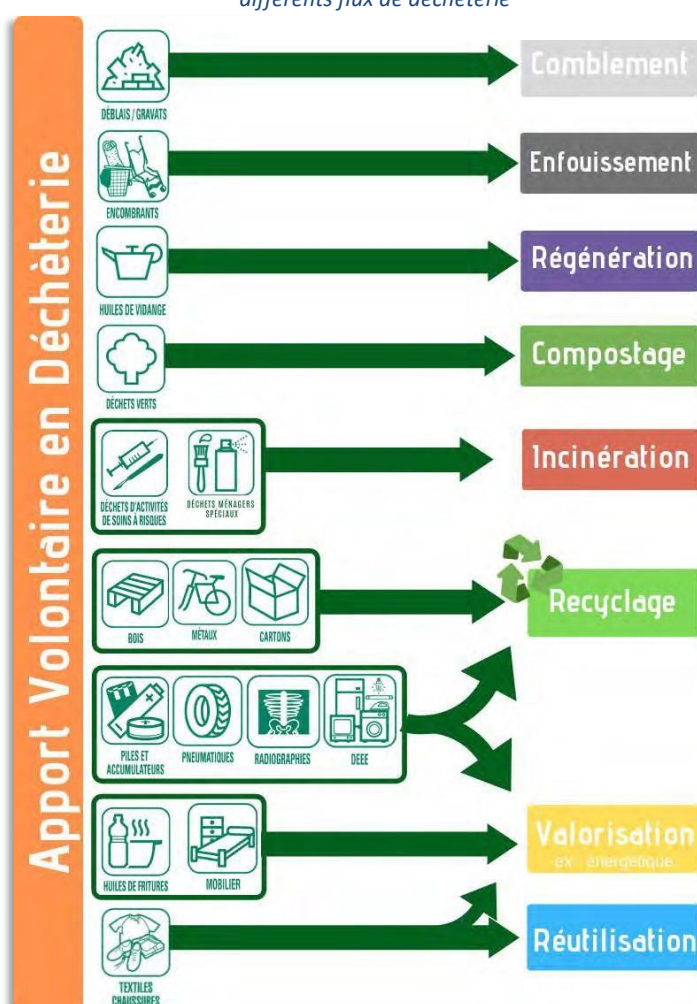 différents flux de déchèterie
Apport Volontaire en Déchèterie
DÉBLAIS / GRAVATS
Comblement
ENCOMBRANTS
Enfouissement
HUILES DE VIDANGE
Régénération
DÉCHETS VERTS
Compostage
DÉCHETS D'ACTIVITÉS
DE SOINS À RISQUES
DÉCHETS MÉNAGERS
SPÉCIAUX
Incinération
BOIS
MÉTAUX
CARTONS
Recyclage
PILES ET
ACCUMULATEURS
PNEUMATIQUES
RADIOGRAPHIES
DEEE
HUILES DE FRITURES
MOBILIER
Valorisation
ex : énergétique
TEXTILES
CHAUSSURES
Réutilisation